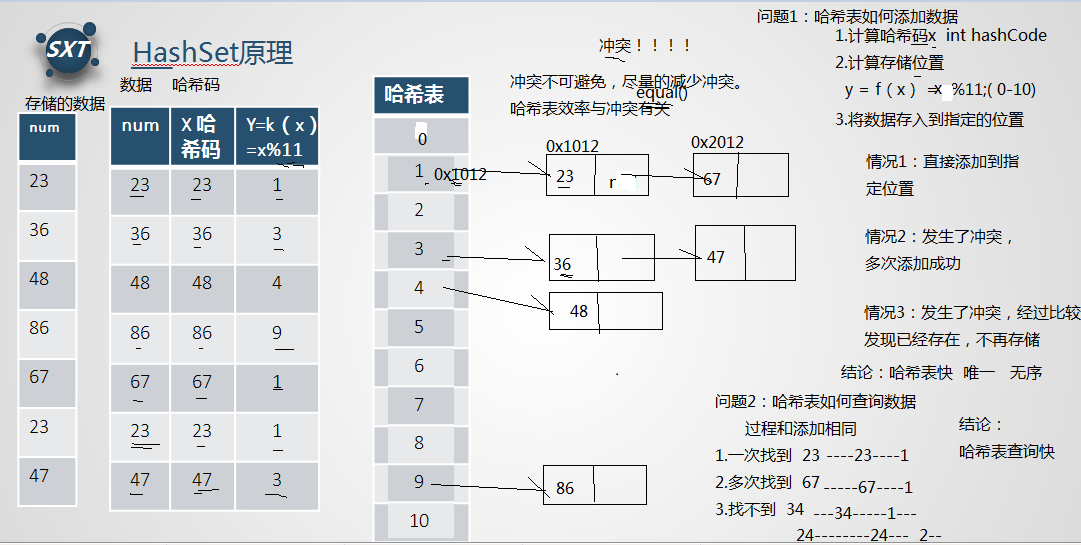 SXT
HashSet原理
存储的数据
num
23
36
48
86
67
23
47
数据 哈希码
num X 哈希码 Y=k（x）=x%11
23 23 1
36 36 3
48 48 4
86 86 9
67 67 1
23 23 1
47 47 3
哈希表
0
1 0x1012
2
3
4
5
6
7
8
9
10
冲突！！！！
冲突不可避免，尽量的减少冲突。
equal()
哈希表效率与冲突有关
0x1012 0x2012
23 r 67
36 47
48
86
问题1：哈希表如何添加数据
1.计算哈希码x int hashCode
2.计算存储位置
y = f（x） =x %11;( 0-10)
3.将数据存入到指定的位置
情况1：直接添加到指
定位置
情况2：发生了冲突，
多次添加成功
情况3：发生了冲突，经过比较
发现已经存在，不再存储
结论：哈希表快 唯一 无序
问题2：哈希表如何查询数据
过程和添加相同
1.一次找到 23 ----23----1
2.多次找到 67 -----67----1
3.找不到 34 ---34-----1---
24--------24--- 2--
结论：
哈希表查询快